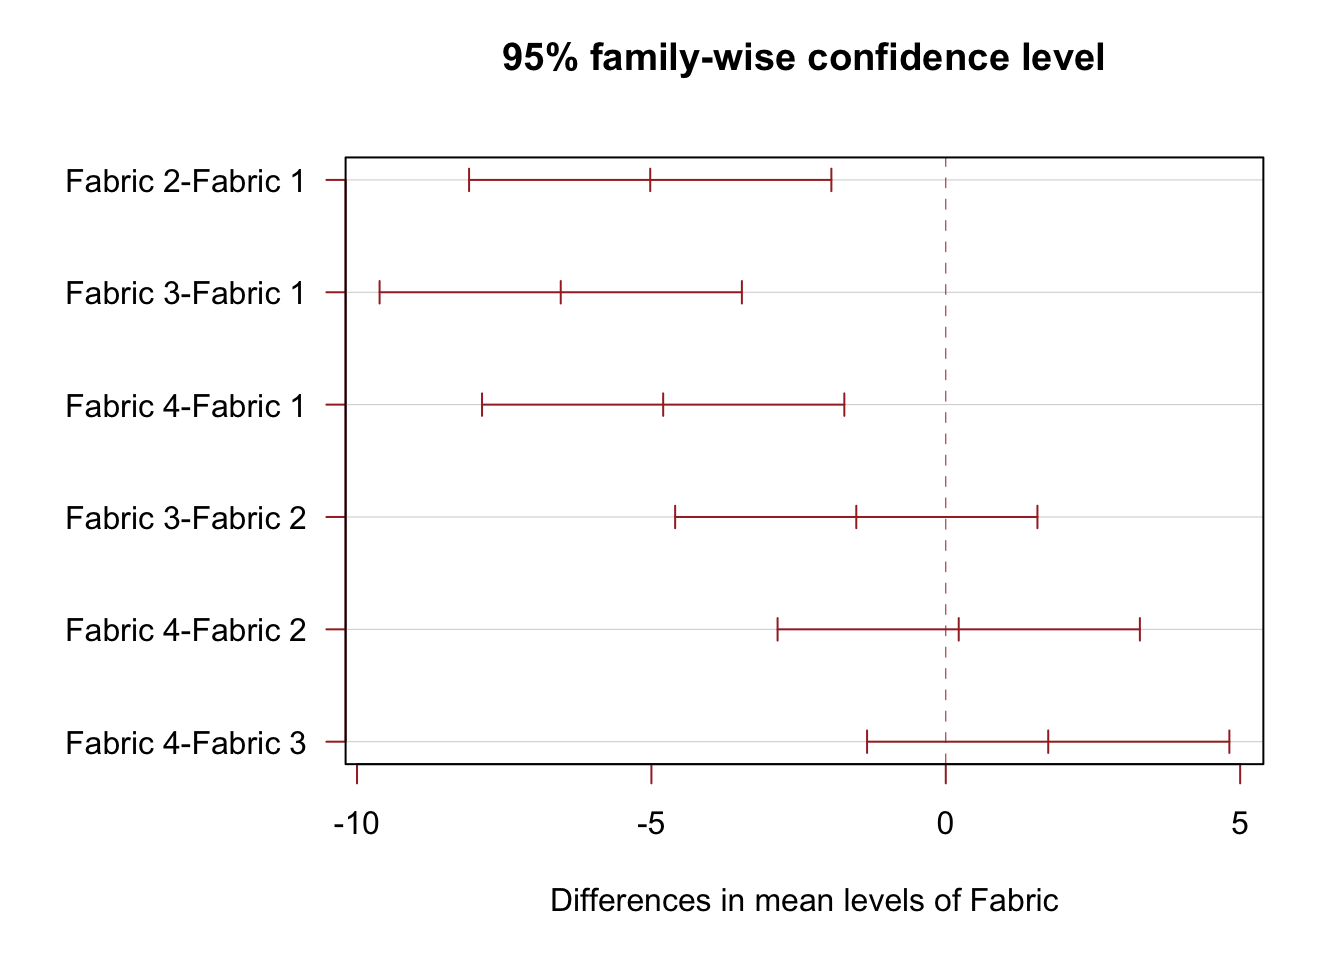 95% family-wise confidence level
Fabric 2-Fabric 1
Fabric 3-Fabric 1
Fabric 4-Fabric 1
Fabric 3-Fabric 2
Fabric 4-Fabric 2
Fabric 4-Fabric 3
-10 -5 0 5
Differences in mean levels of Fabric